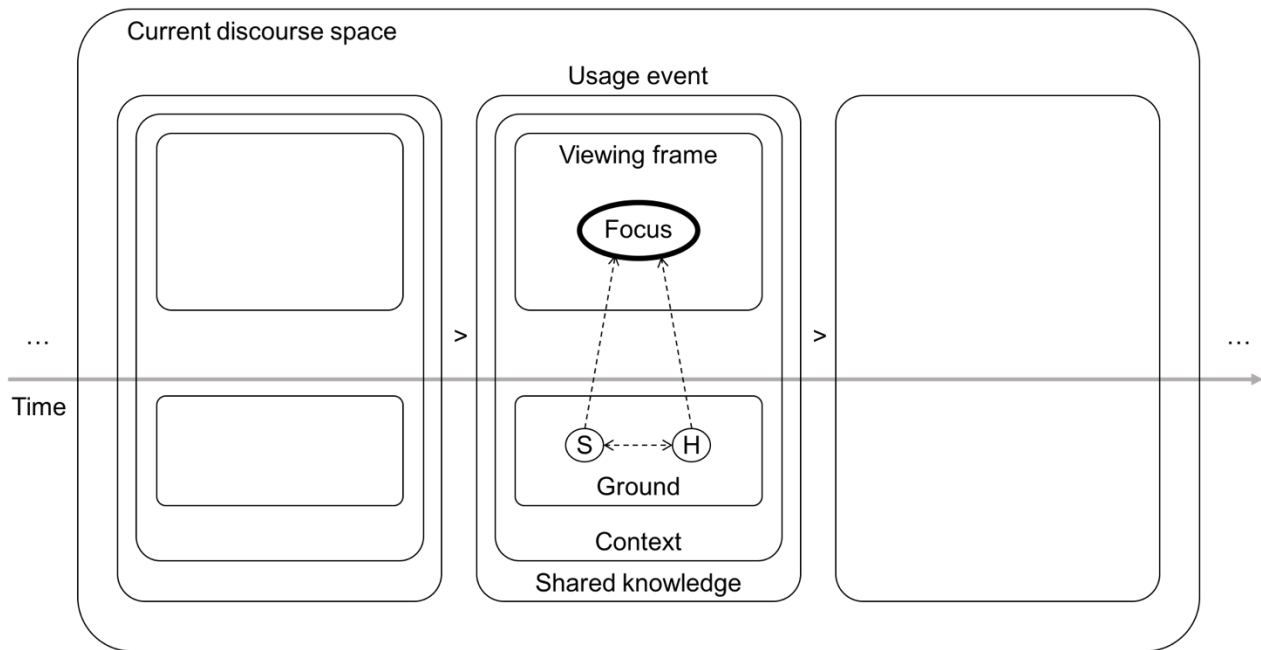 Current discourse space
Usage event
Viewing frame
Focus
...
>
>
...
Time
S
H
Ground
Context
Shared knowledge